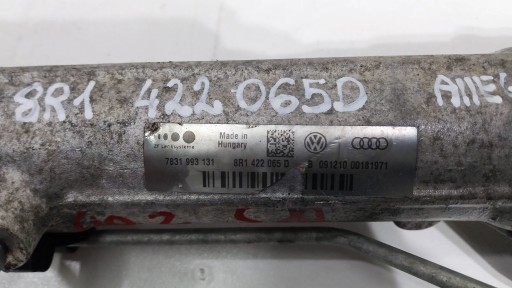 8R1 422 065D
Made in
Hungary
ZF Lenksysteme
7831 993 131
8R1 422 065 D
091210 00181971